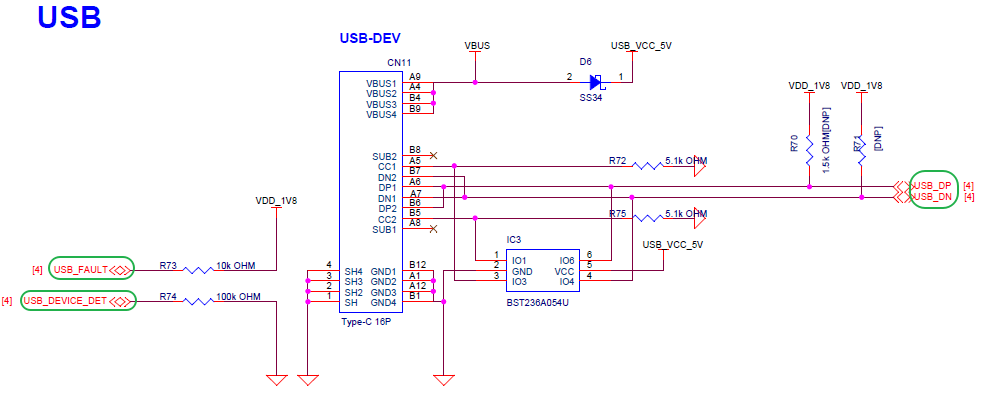 USB
USB-DEV
CN11
VBUS
USB_VCC_5V
D6
2
1
SS34
VBUS1 A9
VBUS2 A4
VBUS3 B4
VBUS4 B9
SUB2 B8
CC1 A5
DN2 B7
DP1 A6
DN1 A7
DP2 B6
CC2 B5
SUB1 A8
R72 5.1k OHM
R75 5.1k OHM
VDD_1V8
VDD_1V8
R70
1.5k OHM[DNP]
R71
[DNP]
USB_DP [4]
USB_DN [4]
VDD_1V8
[4] USB_FAULT
R73 10k OHM
[4] USB_DEVICE_DET
R74 100k OHM
4 SH4
3 SH3
2 SH2
1 SH
GND1 B12
GND2 A1
GND3 A12
GND4 B1
Type-C 16P
IC3
USB_VCC_5V
1 IO1 IO6 6
2 GND VCC 5
3 IO3 IO4 4
BST236A054U